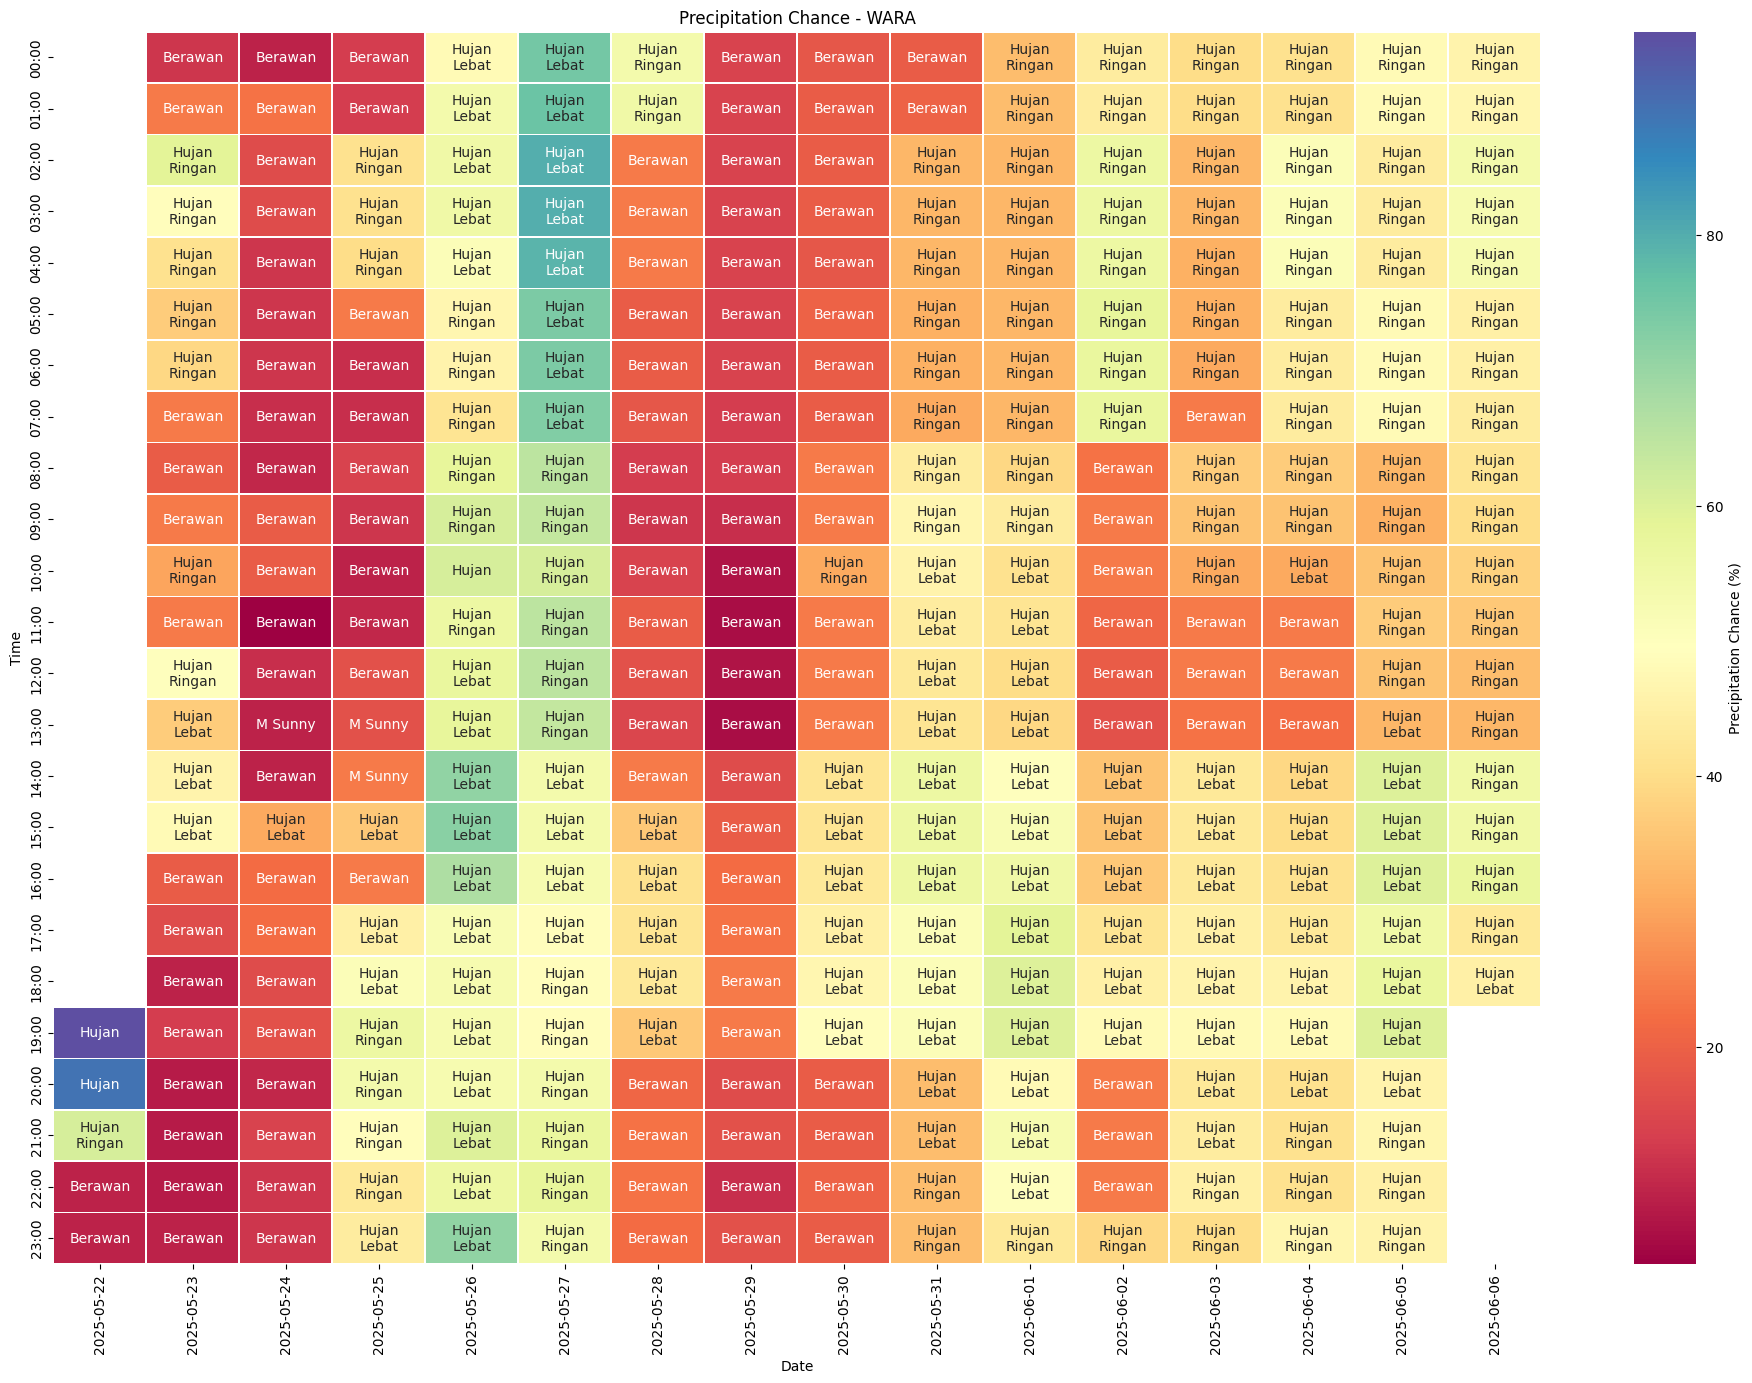 Precipitation Chance - WARA
00:00 Berawan Berawan Berawan Hujan Lebat Hujan Lebat Hujan Ringan Berawan Berawan Berawan Hujan Ringan Hujan Ringan Hujan Ringan Hujan Ringan Hujan Ringan Hujan Ringan
01:00 Berawan Berawan Berawan Hujan Lebat Hujan Lebat Hujan Ringan Berawan Berawan Berawan Hujan Ringan Hujan Ringan Hujan Ringan Hujan Ringan Hujan Ringan Hujan Ringan
02:00 Hujan Ringan Berawan Hujan Ringan Hujan Lebat Hujan Lebat Berawan Berawan Berawan Hujan Ringan Hujan Ringan Hujan Ringan Hujan Ringan Hujan Ringan Hujan Ringan Hujan Ringan
03:00 Hujan Ringan Berawan Hujan Ringan Hujan Lebat Hujan Lebat Berawan Berawan Berawan Hujan Ringan Hujan Ringan Hujan Ringan Hujan Ringan Hujan Ringan Hujan Ringan Hujan Ringan
04:00 Hujan Ringan Berawan Hujan Ringan Hujan Lebat Hujan Lebat Berawan Berawan Berawan Hujan Ringan Hujan Ringan Hujan Ringan Hujan Ringan Hujan Ringan Hujan Ringan Hujan Ringan
05:00 Hujan Ringan Berawan Berawan Hujan Ringan Hujan Lebat Berawan Berawan Berawan Hujan Ringan Hujan Ringan Hujan Ringan Hujan Ringan Hujan Ringan Hujan Ringan Hujan Ringan
06:00 Hujan Ringan Berawan Berawan Hujan Ringan Hujan Lebat Berawan Berawan Berawan Hujan Ringan Hujan Ringan Hujan Ringan Hujan Ringan Hujan Ringan Hujan Ringan Hujan Ringan
07:00 Berawan Berawan Berawan Hujan Ringan Hujan Lebat Berawan Berawan Berawan Hujan Ringan Hujan Ringan Hujan Ringan Berawan Hujan Ringan Hujan Ringan Hujan Ringan
08:00 Berawan Berawan Berawan Hujan Ringan Hujan Ringan Berawan Berawan Berawan Hujan Ringan Hujan Ringan Berawan Hujan Ringan Hujan Ringan Hujan Ringan Hujan Ringan
09:00 Berawan Berawan Berawan Hujan Ringan Hujan Ringan Berawan Berawan Berawan Hujan Ringan Hujan Ringan Berawan Hujan Ringan Hujan Ringan Hujan Ringan Hujan Ringan
10:00 Hujan Ringan Berawan Berawan Hujan Hujan Ringan Berawan Berawan Hujan Ringan Hujan Lebat Hujan Lebat Berawan Hujan Ringan Hujan Lebat Hujan Ringan Hujan Ringan
11:00 Berawan Berawan Berawan Hujan Ringan Hujan Ringan Berawan Berawan Berawan Hujan Lebat Hujan Lebat Berawan Berawan Berawan Hujan Ringan Hujan Ringan
12:00 Hujan Ringan Berawan Berawan Hujan Lebat Hujan Ringan Berawan Berawan Berawan Hujan Lebat Hujan Lebat Berawan Berawan Berawan Hujan Ringan Hujan Ringan
13:00 Hujan Lebat M Sunny M Sunny Hujan Lebat Hujan Ringan Berawan Berawan Berawan Hujan Lebat Hujan Lebat Berawan Berawan Berawan Hujan Lebat Hujan Ringan
14:00 Hujan Lebat Berawan M Sunny Hujan Lebat Hujan Lebat Berawan Berawan Hujan Lebat Hujan Lebat Hujan Lebat Hujan Lebat Hujan Lebat Hujan Lebat Hujan Lebat Hujan Ringan
15:00 Hujan Lebat Hujan Lebat Hujan Lebat Hujan Lebat Hujan Lebat Hujan Lebat Berawan Hujan Lebat Hujan Lebat Hujan Lebat Hujan Lebat Hujan Lebat Hujan Lebat Hujan Lebat Hujan Ringan
16:00 Berawan Berawan Berawan Hujan Lebat Hujan Lebat Hujan Lebat Berawan Hujan Lebat Hujan Lebat Hujan Lebat Hujan Lebat Hujan Lebat Hujan Lebat Hujan Lebat Hujan Ringan
17:00 Berawan Berawan Hujan Lebat Hujan Lebat Hujan Lebat Hujan Lebat Berawan Hujan Lebat Hujan Lebat Hujan Lebat Hujan Lebat Hujan Lebat Hujan Lebat Hujan Lebat Hujan Ringan
18:00 Berawan Berawan Hujan Lebat Hujan Lebat Hujan Ringan Hujan Lebat Berawan Hujan Lebat Hujan Lebat Hujan Lebat Hujan Lebat Hujan Lebat Hujan Lebat Hujan Lebat Hujan Lebat
19:00 Hujan Berawan Berawan Hujan Ringan Hujan Lebat Hujan Ringan Hujan Lebat Berawan Hujan Lebat Hujan Lebat Hujan Lebat Hujan Lebat Hujan Lebat Hujan Lebat Hujan Lebat
20:00 Hujan Berawan Berawan Hujan Ringan Hujan Lebat Hujan Ringan Berawan Berawan Berawan Hujan Lebat Hujan Lebat Berawan Hujan Lebat Hujan Lebat Hujan Lebat
21:00 Hujan Ringan Berawan Berawan Hujan Ringan Hujan Lebat Hujan Ringan Berawan Berawan Berawan Hujan Lebat Hujan Lebat Berawan Hujan Lebat Hujan Ringan Hujan Ringan
22:00 Berawan Berawan Berawan Hujan Ringan Hujan Lebat Hujan Ringan Berawan Berawan Berawan Hujan Ringan Hujan Lebat Berawan Hujan Ringan Hujan Ringan Hujan Ringan
23:00 Berawan Berawan Berawan Hujan Lebat Hujan Lebat Hujan Ringan Berawan Berawan Berawan Hujan Ringan Hujan Ringan Hujan Ringan Hujan Ringan Hujan Ringan Hujan Ringan
Time
2025-05-22 2025-05-23 2025-05-24 2025-05-25 2025-05-26 2025-05-27 2025-05-28 2025-05-29 2025-05-30 2025-05-31 2025-06-01 2025-06-02 2025-06-03 2025-06-04 2025-06-05 2025-06-06
Date
80
60
40
20
Precipitation Chance (%)